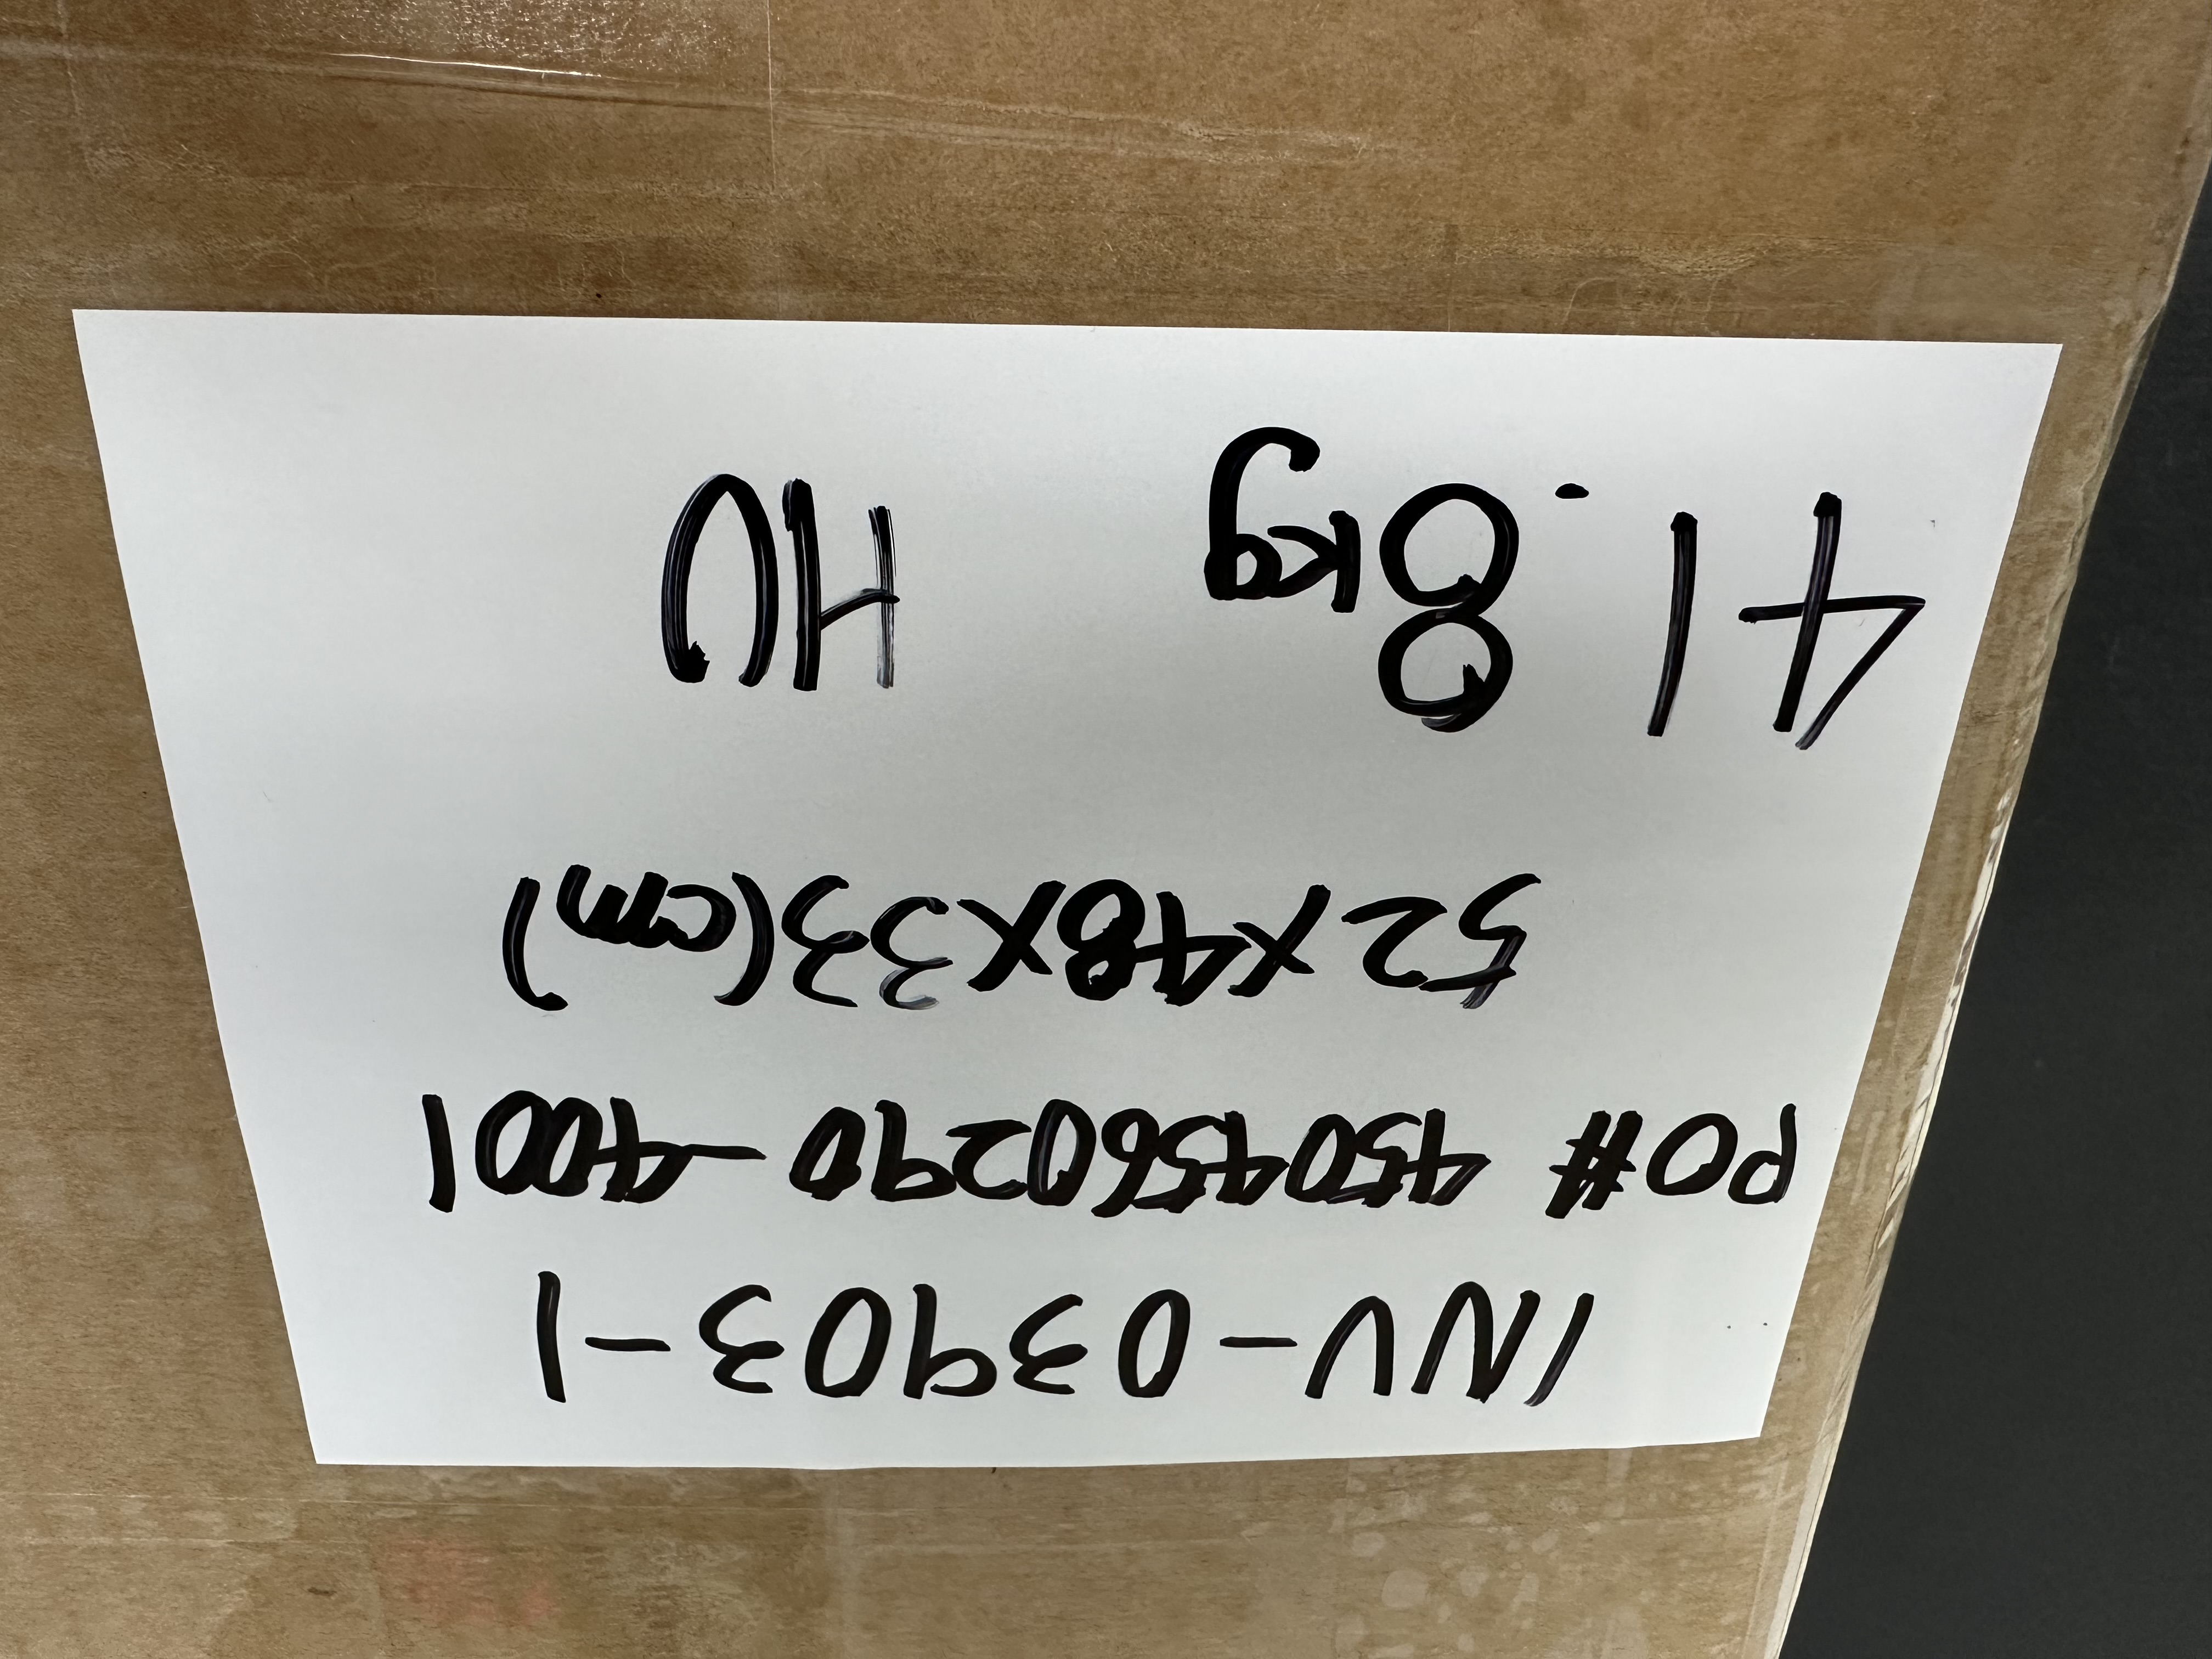 INV-03903-1
PO# 4504560290-4001
52x48x33(cm)
41.8kg HU